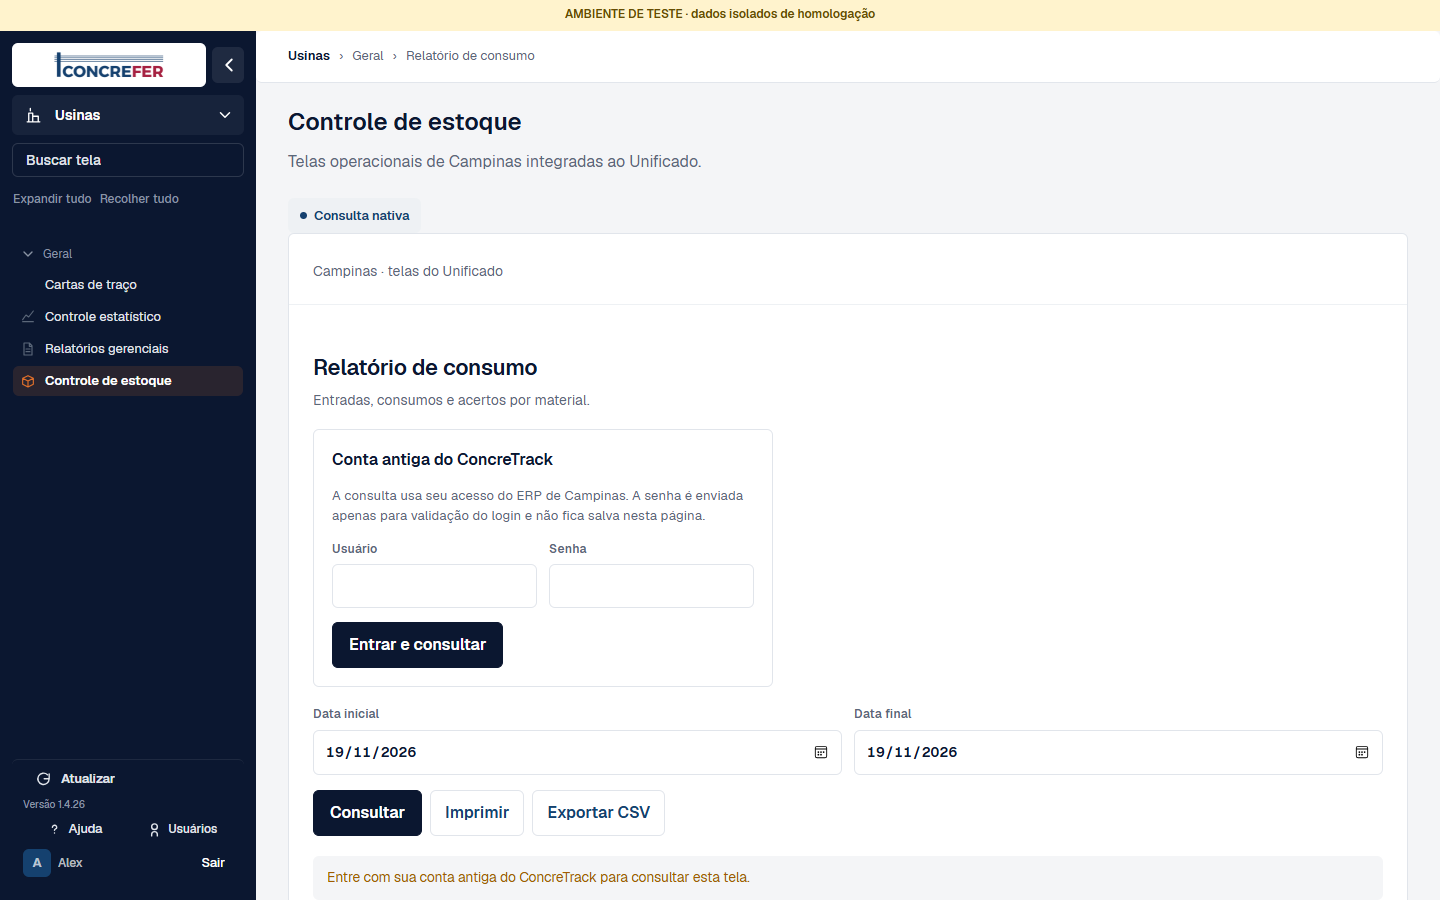 AMBIENTE DE TESTE · dados isolados de homologação
CONCREFER
Usinas
Buscar tela
Expandir tudo Recolher tudo
Geral
Cartas de traço
Controle estatístico
Relatórios gerenciais
Controle de estoque
Atualizar
Versão 1.4.26
? Ajuda Usuários
A Alex Sair
Usinas › Geral › Relatório de consumo
Controle de estoque
Telas operacionais de Campinas integradas ao Unificado.
Consulta nativa
Campinas · telas do Unificado
Relatório de consumo
Entradas, consumos e acertos por material.
Conta antiga do ConcreTrack
A consulta usa seu acesso do ERP de Campinas. A senha é enviada
apenas para validação do login e não fica salva nesta página.
Usuário Senha
Entrar e consultar
Data inicial Data final
19/11/2026 19/11/2026
Consultar Imprimir Exportar CSV
Entre com sua conta antiga do ConcreTrack para consultar esta tela.